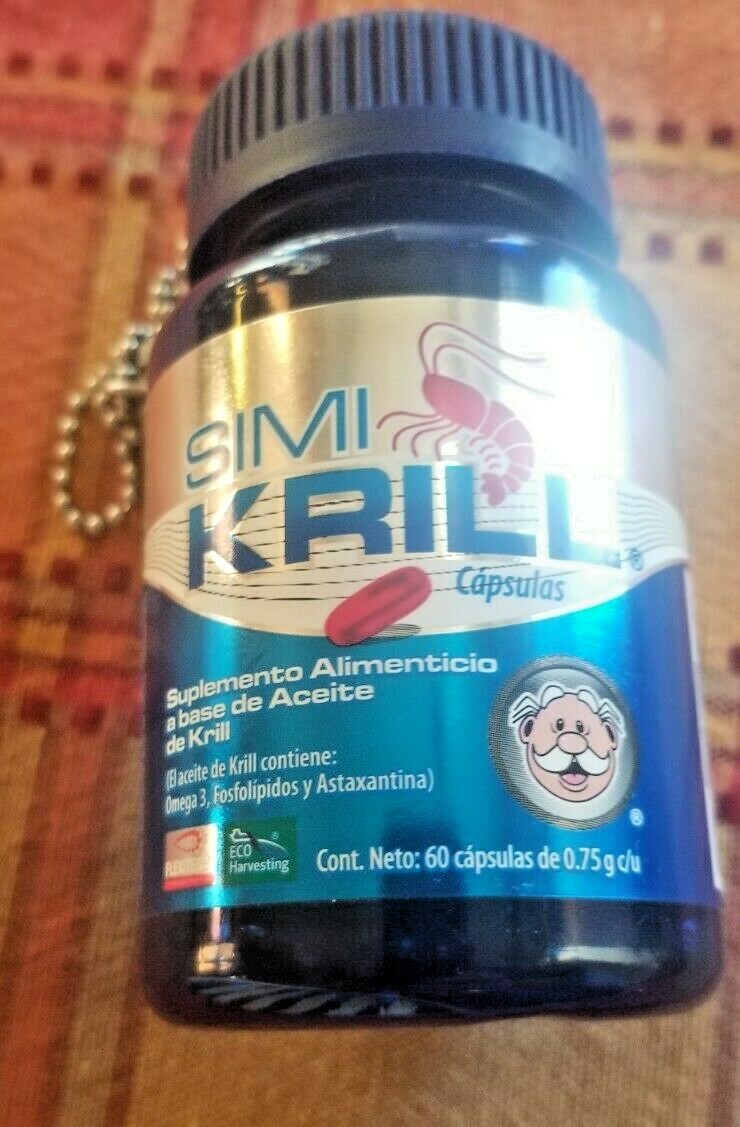 SIMI
KRILL®
Cápsulas
Suplemento Alimenticio
a base de Aceite
de Krill
(El aceite de Krill contiene:
Omega 3, Fosfolípidos y Astaxantina)
®
ECO
Harvesting
®
Cont. Neto: 60 cápsulas de 0.75 g c/u